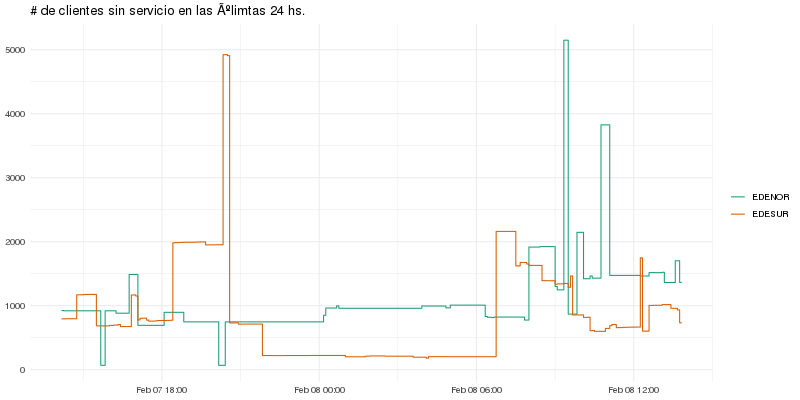 # de clientes sin servicio en las Ãºlimtas 24 hs.
5000
4000
3000
2000
1000
0
EDENOR
EDESUR
Feb 07 18:00
Feb 08 00:00
Feb 08 06:00
Feb 08 12:00